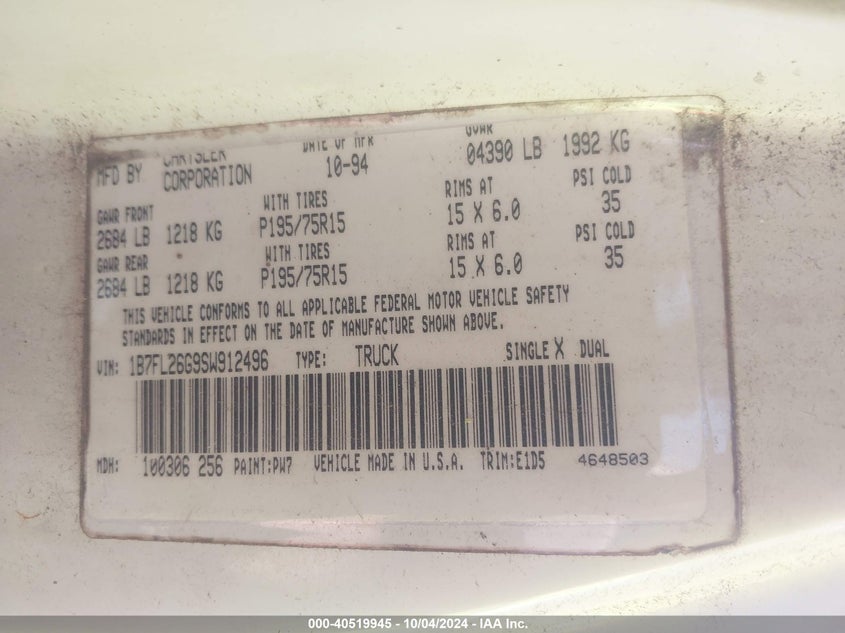 MFD BY CHRYSLER CORPORATION DATE OF MFR 10-94 GVWR 04390 LB 1992 KG
GAWR FRONT WITH TIRES RIMS AT PSI COLD
2684 LB 1218 KG P195/75R15 15 X 6.0 35
GAWR REAR WITH TIRES RIMS AT PSI COLD
2684 LB 1218 KG P195/75R15 15 X 6.0 35
THIS VEHICLE CONFORMS TO ALL APPLICABLE FEDERAL MOTOR VEHICLE SAFETY
STANDARDS IN EFFECT ON THE DATE OF MANUFACTURE SHOWN ABOVE.
VIN: 1B7FL26G9SW912496 TYPE: TRUCK SINGLE X DUAL
MDH: 100306 256 PAINT:PW7 VEHICLE MADE IN U.S.A. TRIM:E1D5 4648503
000-40519945 - 10/04/2024 - IAA Inc.